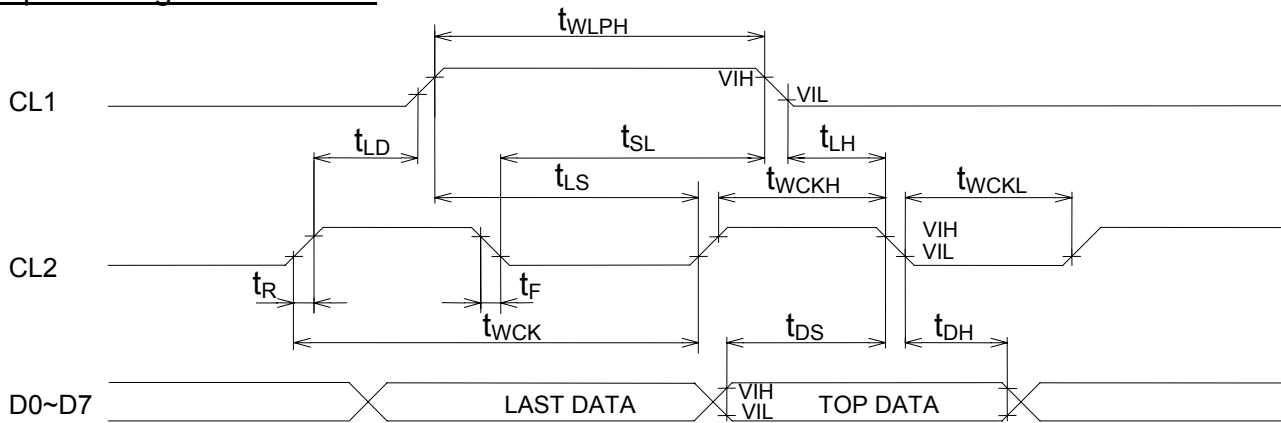 tWLPH
VIH
CL1
VIL
tLD
tSL
tLH
tLS
tWCKH
tWCKL
VIH
CL2
VIL
tR
tF
tWCK
tDS
tDH
D0~D7
LAST DATA
VIH
VIL
TOP DATA